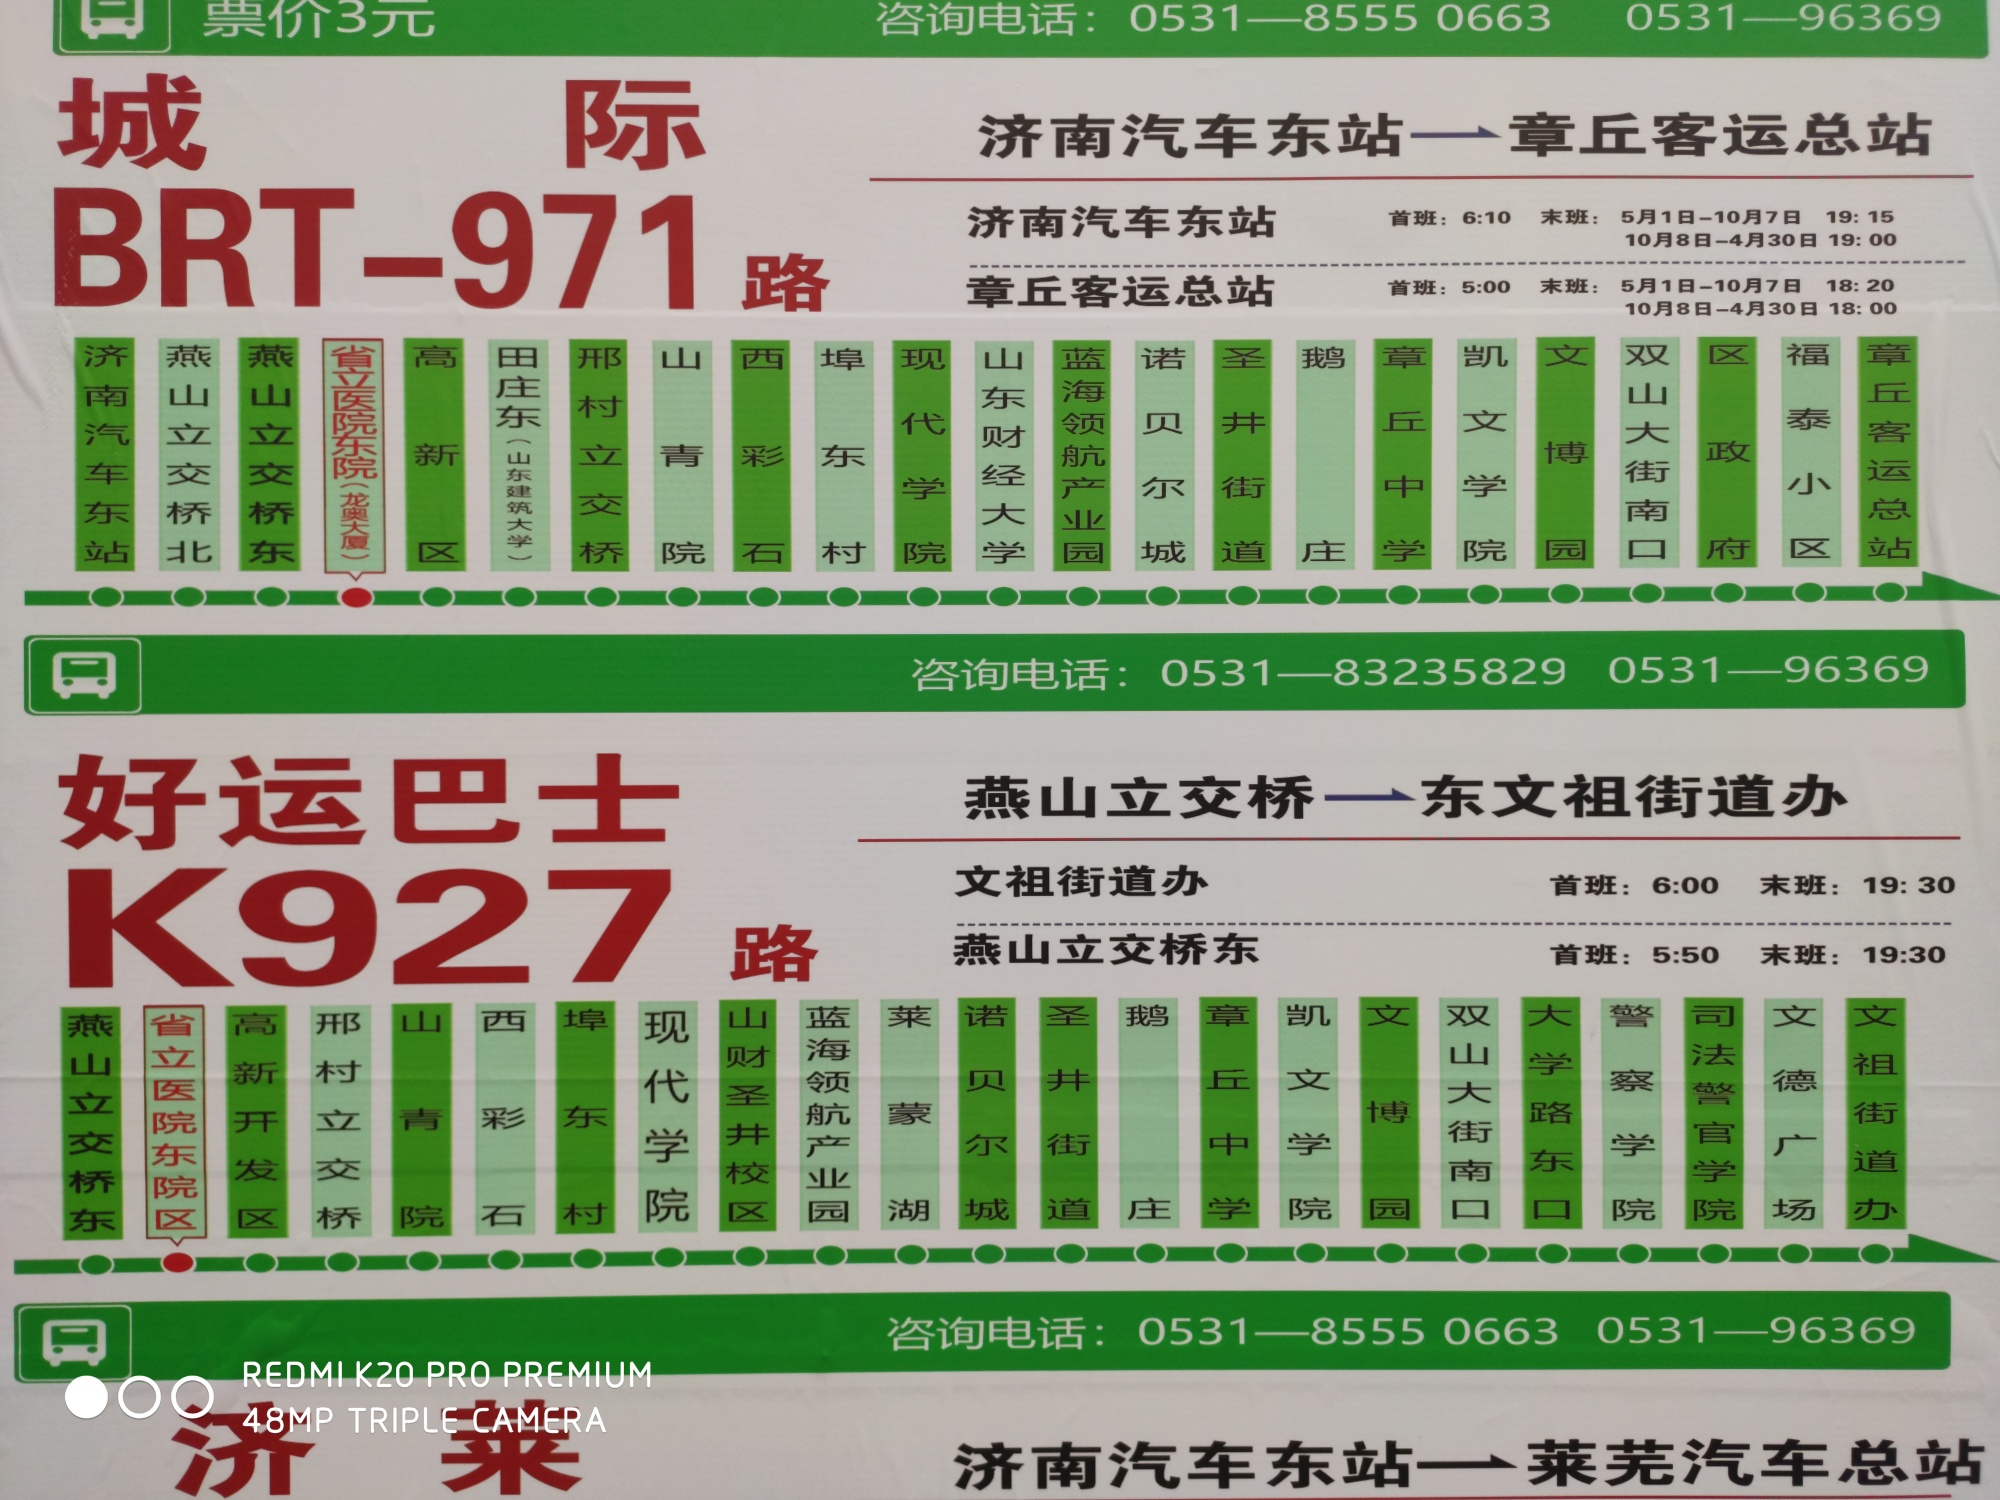 票价3元 咨询电话：0531—8555 0663 0531—96369
城 际
BRT-971 路
济南汽车东站 章丘客运总站
济南汽车东站 首班：6:10 末班：5月1日-10月7日 19:15
10月8日-4月30日 19:00
章丘客运总站 首班：5:00 末班：5月1日-10月7日 18:20
10月8日-4月30日 18:00
济南汽车东站
燕山立交桥北
燕山立交桥东
省立医院东院（龙奥大厦）
高新区
田庄东（山东建筑大学）
邢村立交桥
山青院
西彩石
埠东村
现代学院
山东财经大学
蓝海领航产业园
诺贝尔城
圣井街道
鹅庄
章丘中学
凯文学院
文博园
双山大街南口
区政府
福泰小区
章丘客运总站
咨询电话：0531—83235829 0531—96369
好运巴士
K927 路
燕山立交桥 东文祖街道办
文祖街道办 首班：6:00 末班：19:30
燕山立交桥东 首班：5:50 末班：19:30
燕山立交桥东
省立医院东院区
高新开发区
邢村立交桥
山青院
西彩石
埠东村
现代学院
山财圣井校区
蓝海领航产业园
莱蒙湖
诺贝尔城
圣井街道
鹅庄
章丘中学
凯文学院
文博园
双山大街南口
大学路东口
警察学院
司法警官学院
文德广场
文祖街道办
咨询电话：0531—8555 0663 0531—96369
REDMI K20 PRO PREMIUM
48MP TRIPLE CAMERA
济 莱
济南汽车东站 莱芜汽车总站